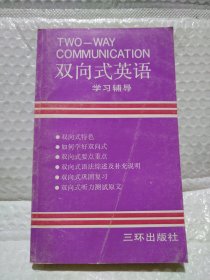 TWO—WAY
COMMUNICATION
双向式英语
学习辅导
• 双向式特色
• 如何学好双向式
• 双向式要点重点
• 双向式语法综述及补充说明
• 双向式巩固复习
• 双向式听力测试原文
三环出版社